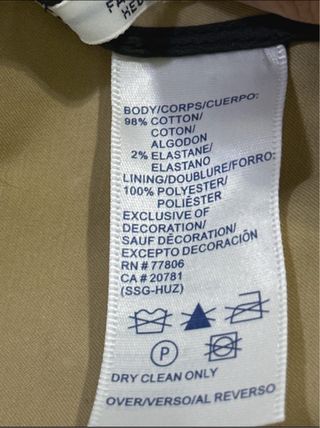 BODY/CORPS/CUERPO:
98% COTTON/
COTON/
ALGODON
2% ELASTANE/
ELASTANO
LINING/DOUBLURE/FORRO:
100% POLYESTER/
POLIÉSTER
EXCLUSIVE OF
DECORATION/
SAUF DÉCORATION/
EXCEPTO DECORACIÓN
RN # 77806
CA # 20781
(SSG-HUZ)
P
DRY CLEAN ONLY
OVER/VERSO/AL REVERSO